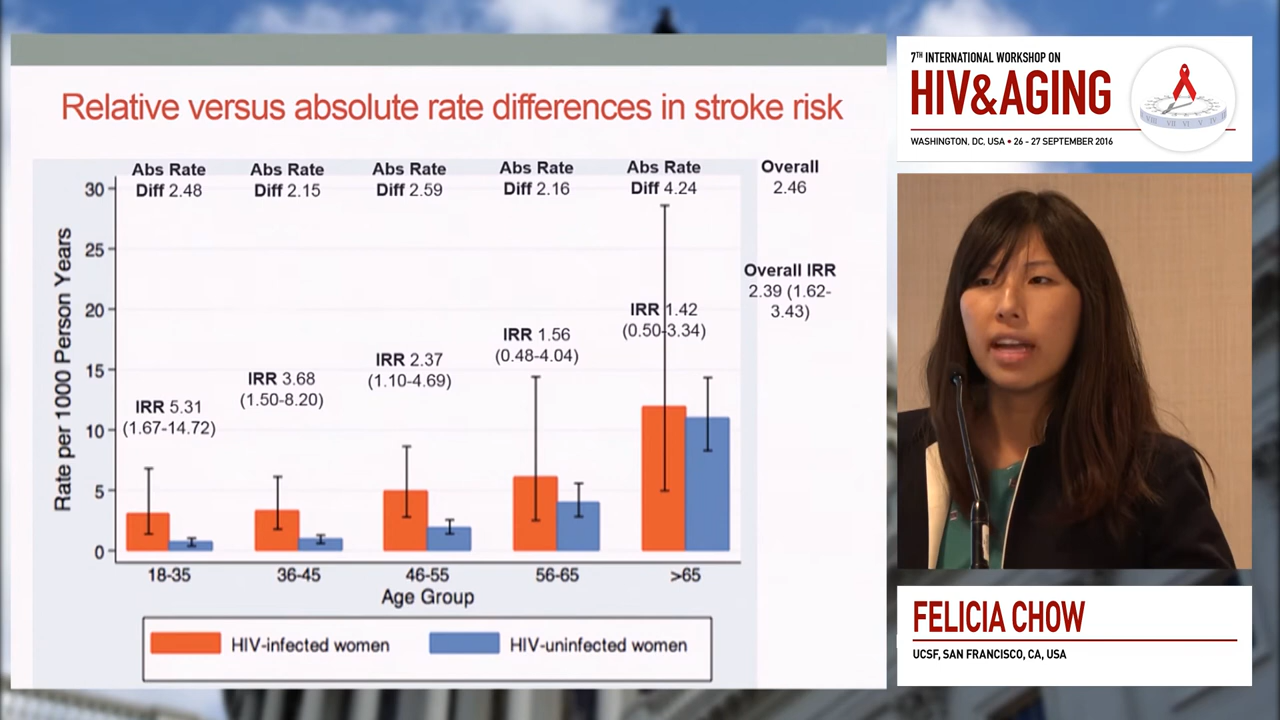 Relative versus absolute rate differences in stroke risk
Abs Rate
Diff 2.48
Abs Rate
Diff 2.15
Abs Rate
Diff 2.59
Abs Rate
Diff 2.16
Abs Rate
Diff 4.24
Overall
2.46
Overall IRR
2.39 (1.62-
3.43)
Rate per 1000 Person Years
30
25
20
15
10
5
0
IRR 5.31
(1.67-14.72)
IRR 3.68
(1.50-8.20)
IRR 2.37
(1.10-4.69)
IRR 1.56
(0.48-4.04)
IRR 1.42
(0.50-3.34)
18-35
36-45
46-55
56-65
>65
Age Group
HIV-infected women
HIV-uninfected women
7TH INTERNATIONAL WORKSHOP ON
HIV&AGING
WASHINGTON, DC, USA • 26 - 27 SEPTEMBER 2016
FELICIA CHOW
UCSF, SAN FRANCISCO, CA, USA